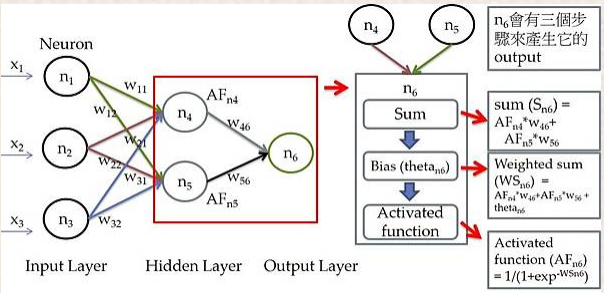 Neuron
x1
x2
x3
n1
n2
n3
w11
w12
w21
w22
w31
w32
AFn4
n4
n5
AFn5
w46
w56
n6
Input Layer
Hidden Layer
Output Layer
n4
n5
n6
Sum
Bias (thetan6)
Activated
function
n6會有三個步
驟來產生它的
output
sum (Sn6) =
AFn4*w46+
AFn5*w56
Weighted sum
(WSn6) =
AFn4*w46+AFn5*w56 +
thetan6
Activated
function (AFn6)
= 1/(1+exp-WSn6)